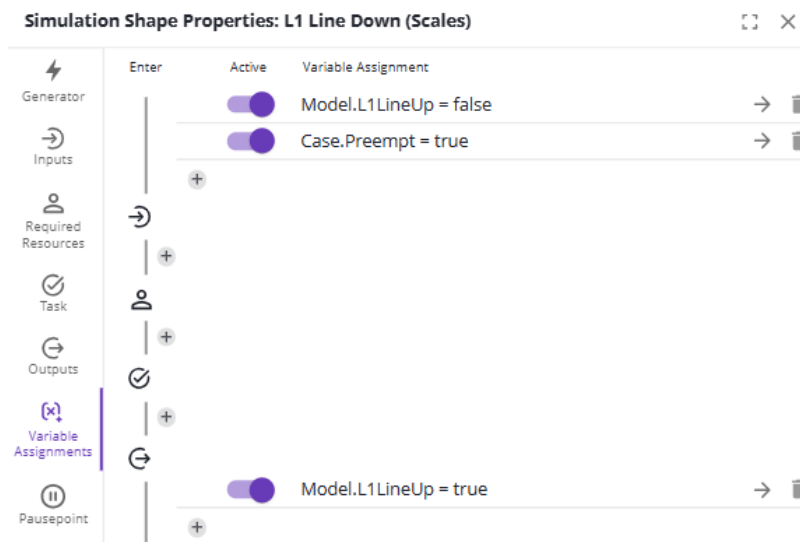 Simulation Shape Properties: L1 Line Down (Scales)
Enter
Active
Variable Assignment
Generator
Inputs
Required
Resources
Task
Outputs
Variable
Assignments
Pausepoint
Model.L1LineUp = false
Case.Preempt = true
Model.L1LineUp = true